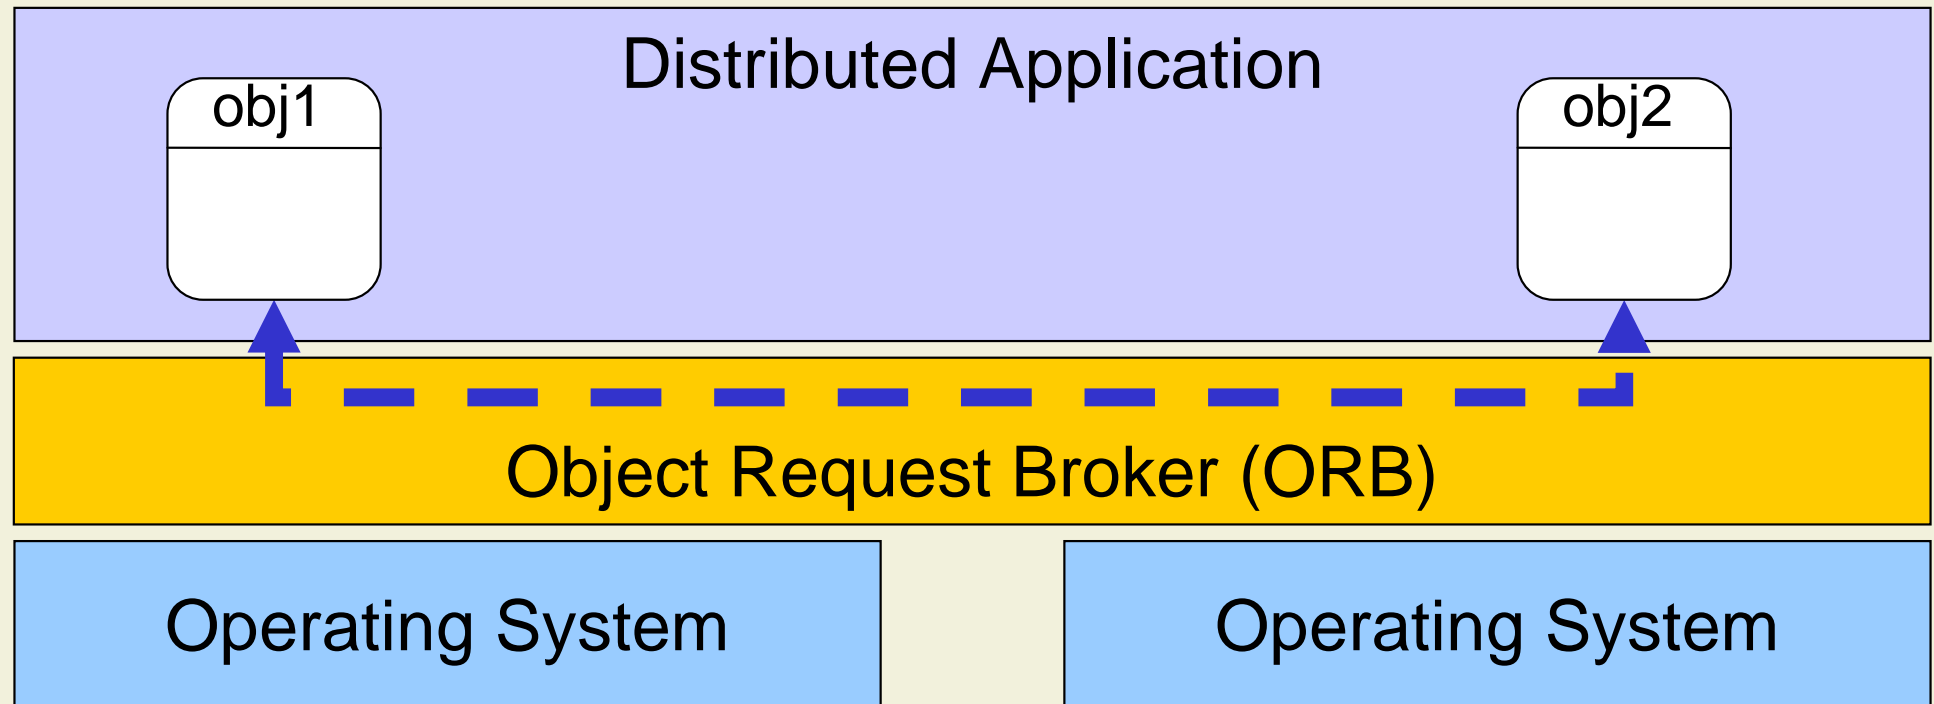 Distributed Application
obj1
obj2
Object Request Broker (ORB)
Operating System
Operating System